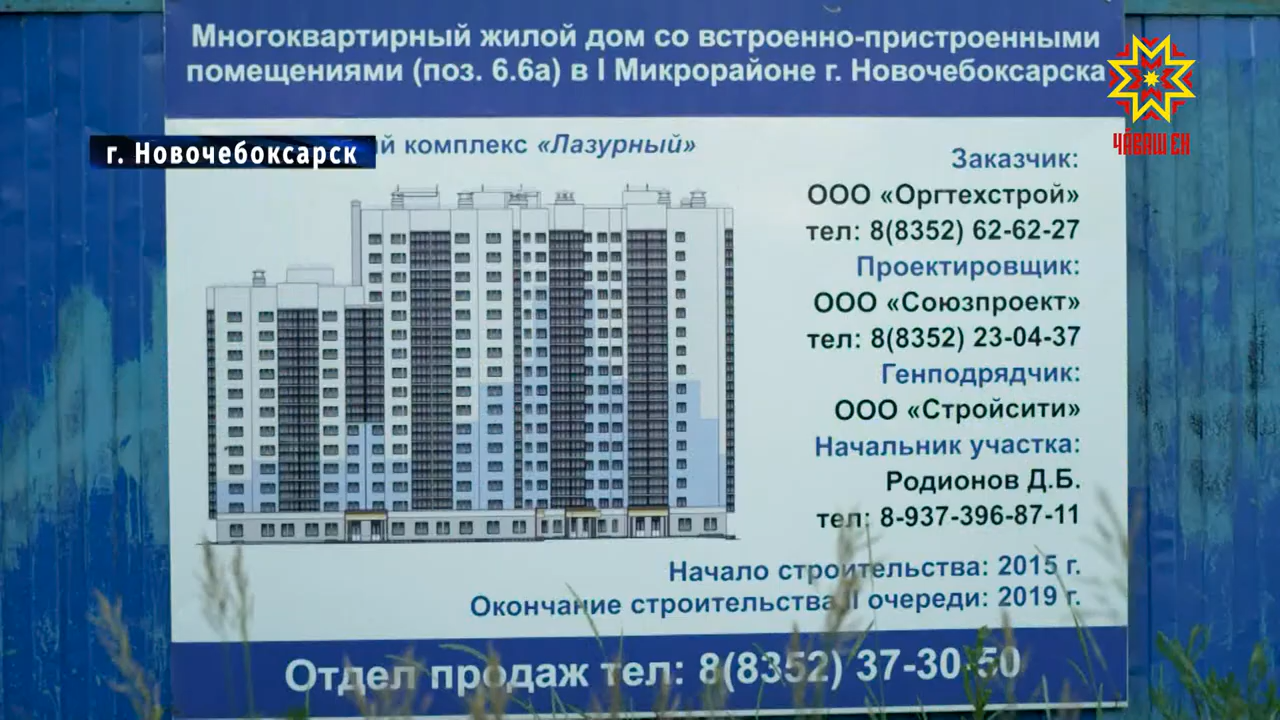 Многоквартирный жилой дом со встроенно-пристроенными
помещениями (поз. 6.6а) в I Микрорайоне г. Новочебоксарска
ЧӐВАШ ЕН
г. Новочебоксарск
комплекс «Лазурный»
Заказчик:
ООО «Оргтехстрой»
тел: 8(8352) 62-62-27
Проектировщик:
ООО «Союзпроект»
тел: 8(8352) 23-04-37
Генподрядчик:
ООО «Стройсити»
Начальник участка:
Родионов Д.Б.
тел: 8-937-396-87-11
Начало строительства: 2015 г.
Окончание строительства II очереди: 2019 г.
Отдел продаж тел: 8(8352) 37-30-50